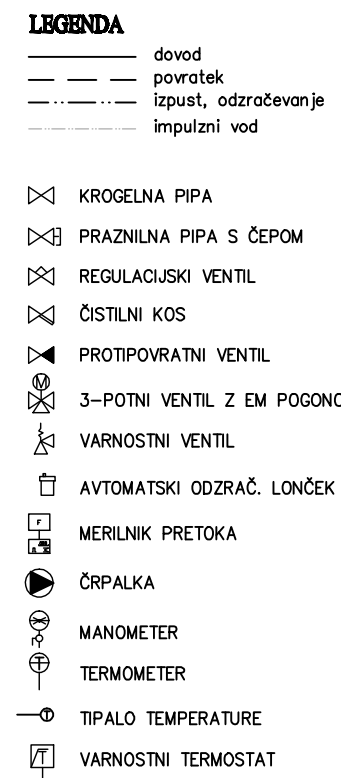 LEGENDA
dovod
povratek
izpust, odzračevanje
impulzni vod
KROGELNA PIPA
PRAZNILNA PIPA S ČEPOM
REGULACIJSKI VENTIL
ČISTILNI KOS
PROTIPOVRATNI VENTIL
M
3-POTNI VENTIL Z EM POGONO
VARNOSTNI VENTIL
AVTOMATSKI ODZRAČ. LONČEK
F
MERILNIK PRETOKA
ČRPALKA
MANOMETER
T
TERMOMETER
T
TIPALO TEMPERATURE
T
VARNOSTNI TERMOSTAT